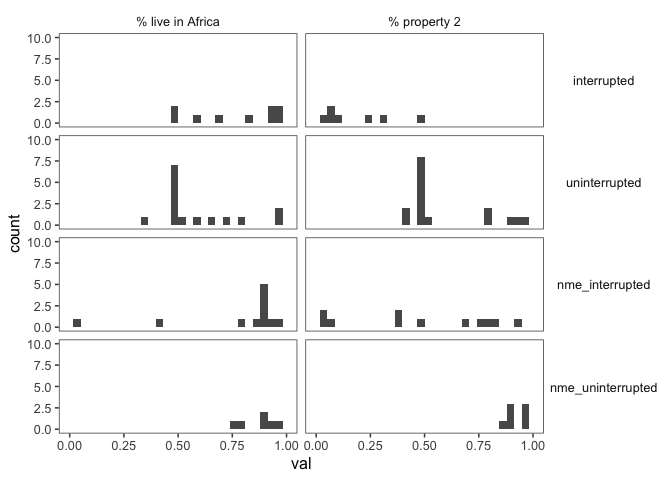 % live in Africa
% property 2
10.0
7.5
5.0
2.5
0.0
interrupted
10.0
7.5
5.0
2.5
0.0
uninterrupted
count
10.0
7.5
5.0
2.5
0.0
nme_interrupted
10.0
7.5
5.0
2.5
0.0
nme_uninterrupted
0.00 0.25 0.50 0.75 1.00 0.00 0.25 0.50 0.75 1.00
val